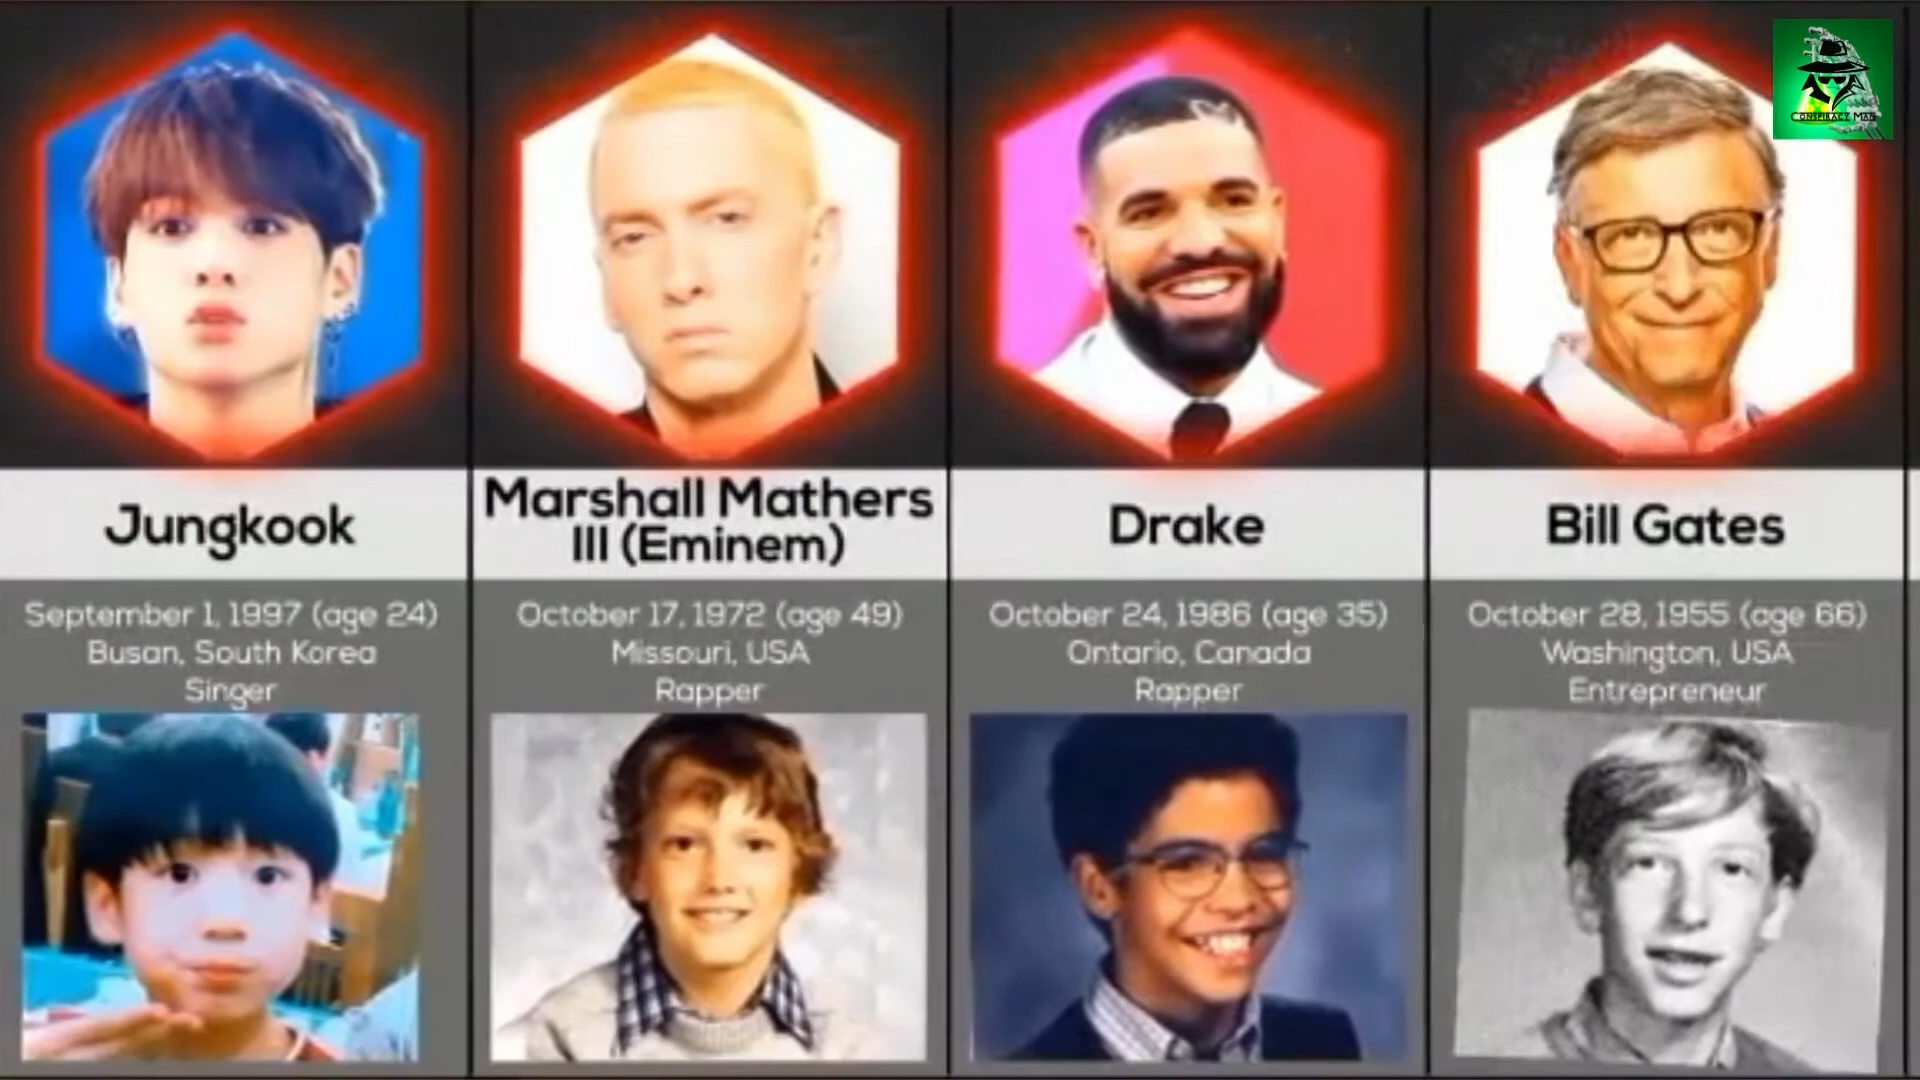 Conspiracy Man
Jungkook
September 1, 1997 (age 24)
Busan, South Korea
Singer
Marshall Mathers
III (Eminem)
October 17, 1972 (age 49)
Missouri, USA
Rapper
Drake
October 24, 1986 (age 35)
Ontario, Canada
Rapper
Bill Gates
October 28, 1955 (age 66)
Washington, USA
Entrepreneur